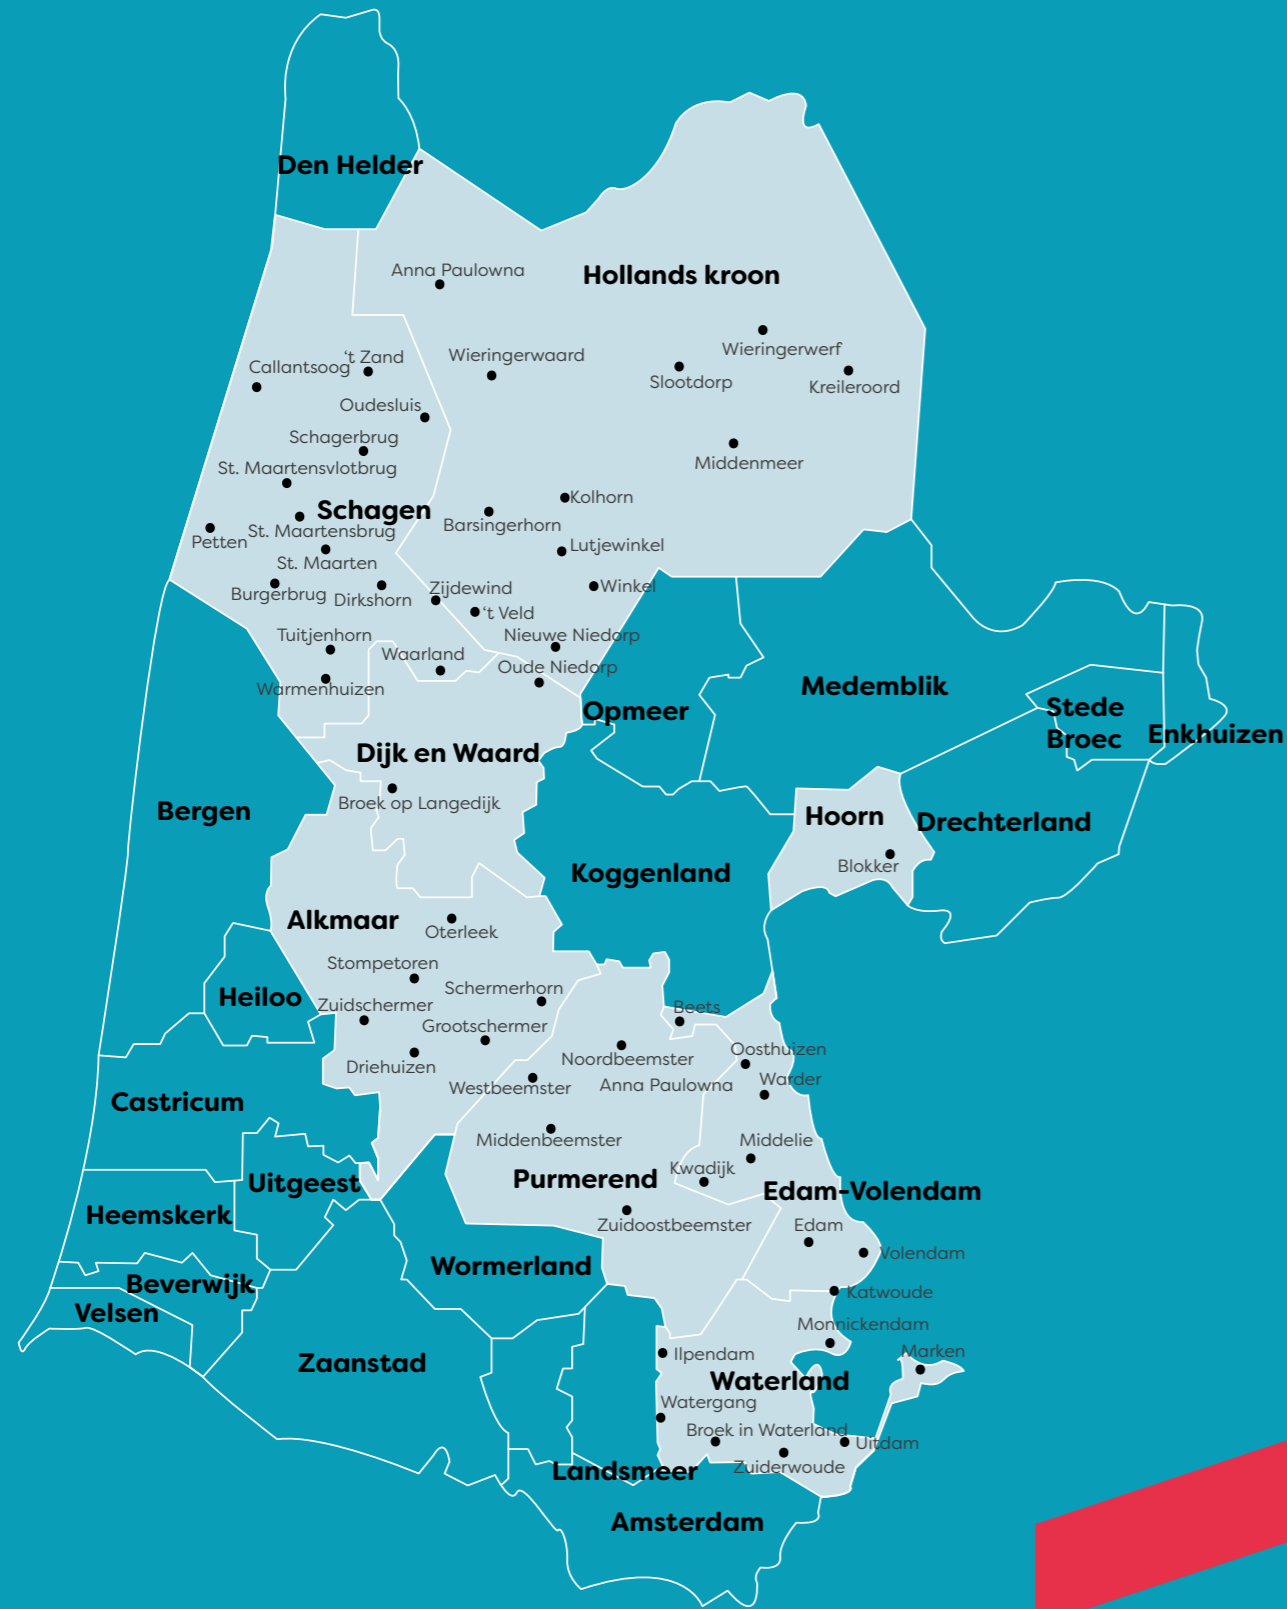 Den Helder
Anna Paulowna
Hollands kroon
Wieringerwerf
't Zand
Callantsoog
Wieringerwaard
Slootdorp
Kreileroord
Oudesluis
Schagerbrug
St. Maartensvlotbrug
Middenmeer
Kolhorn
Schagen
Barsingerhorn
St. Maartensbrug
Petten
Lutjewinkel
St. Maarten
Zijdewind
Winkel
Burgerbrug
Dirkshorn
‘t Veld
Tuitjenhorn
Nieuwe Niedorp
Waarland
Oude Niedorp
Warmenhuizen
Medemblik
Opmeer
Stede
Broec
Enkhuizen
Dijk en Waard
Broek op Langedijk
Bergen
Hoorn
Drechterland
Blokker
Koggenland
Alkmaar
Oterleek
Stompetoren
Schermerhorn
Heiloo
Zuidschermer
Beets
Grootschermer
Noordbeemster
Oosthuizen
Driehuizen
Westbeemster
Anna Paulowna
Warder
Castricum
Middenbeemster
Middelie
Kwadijk
Purmerend
Uitgeest
Edam-Volendam
Heemskerk
Zuidoostbeemster
Edam
Volendam
Wormerland
Beverwijk
Katwoude
Velsen
Monnickendam
Marken
Ilpendam
Zaanstad
Waterland
Watergang
Broek in Waterland
Uitdam
Landsmeer
Zuiderwoude
Amsterdam